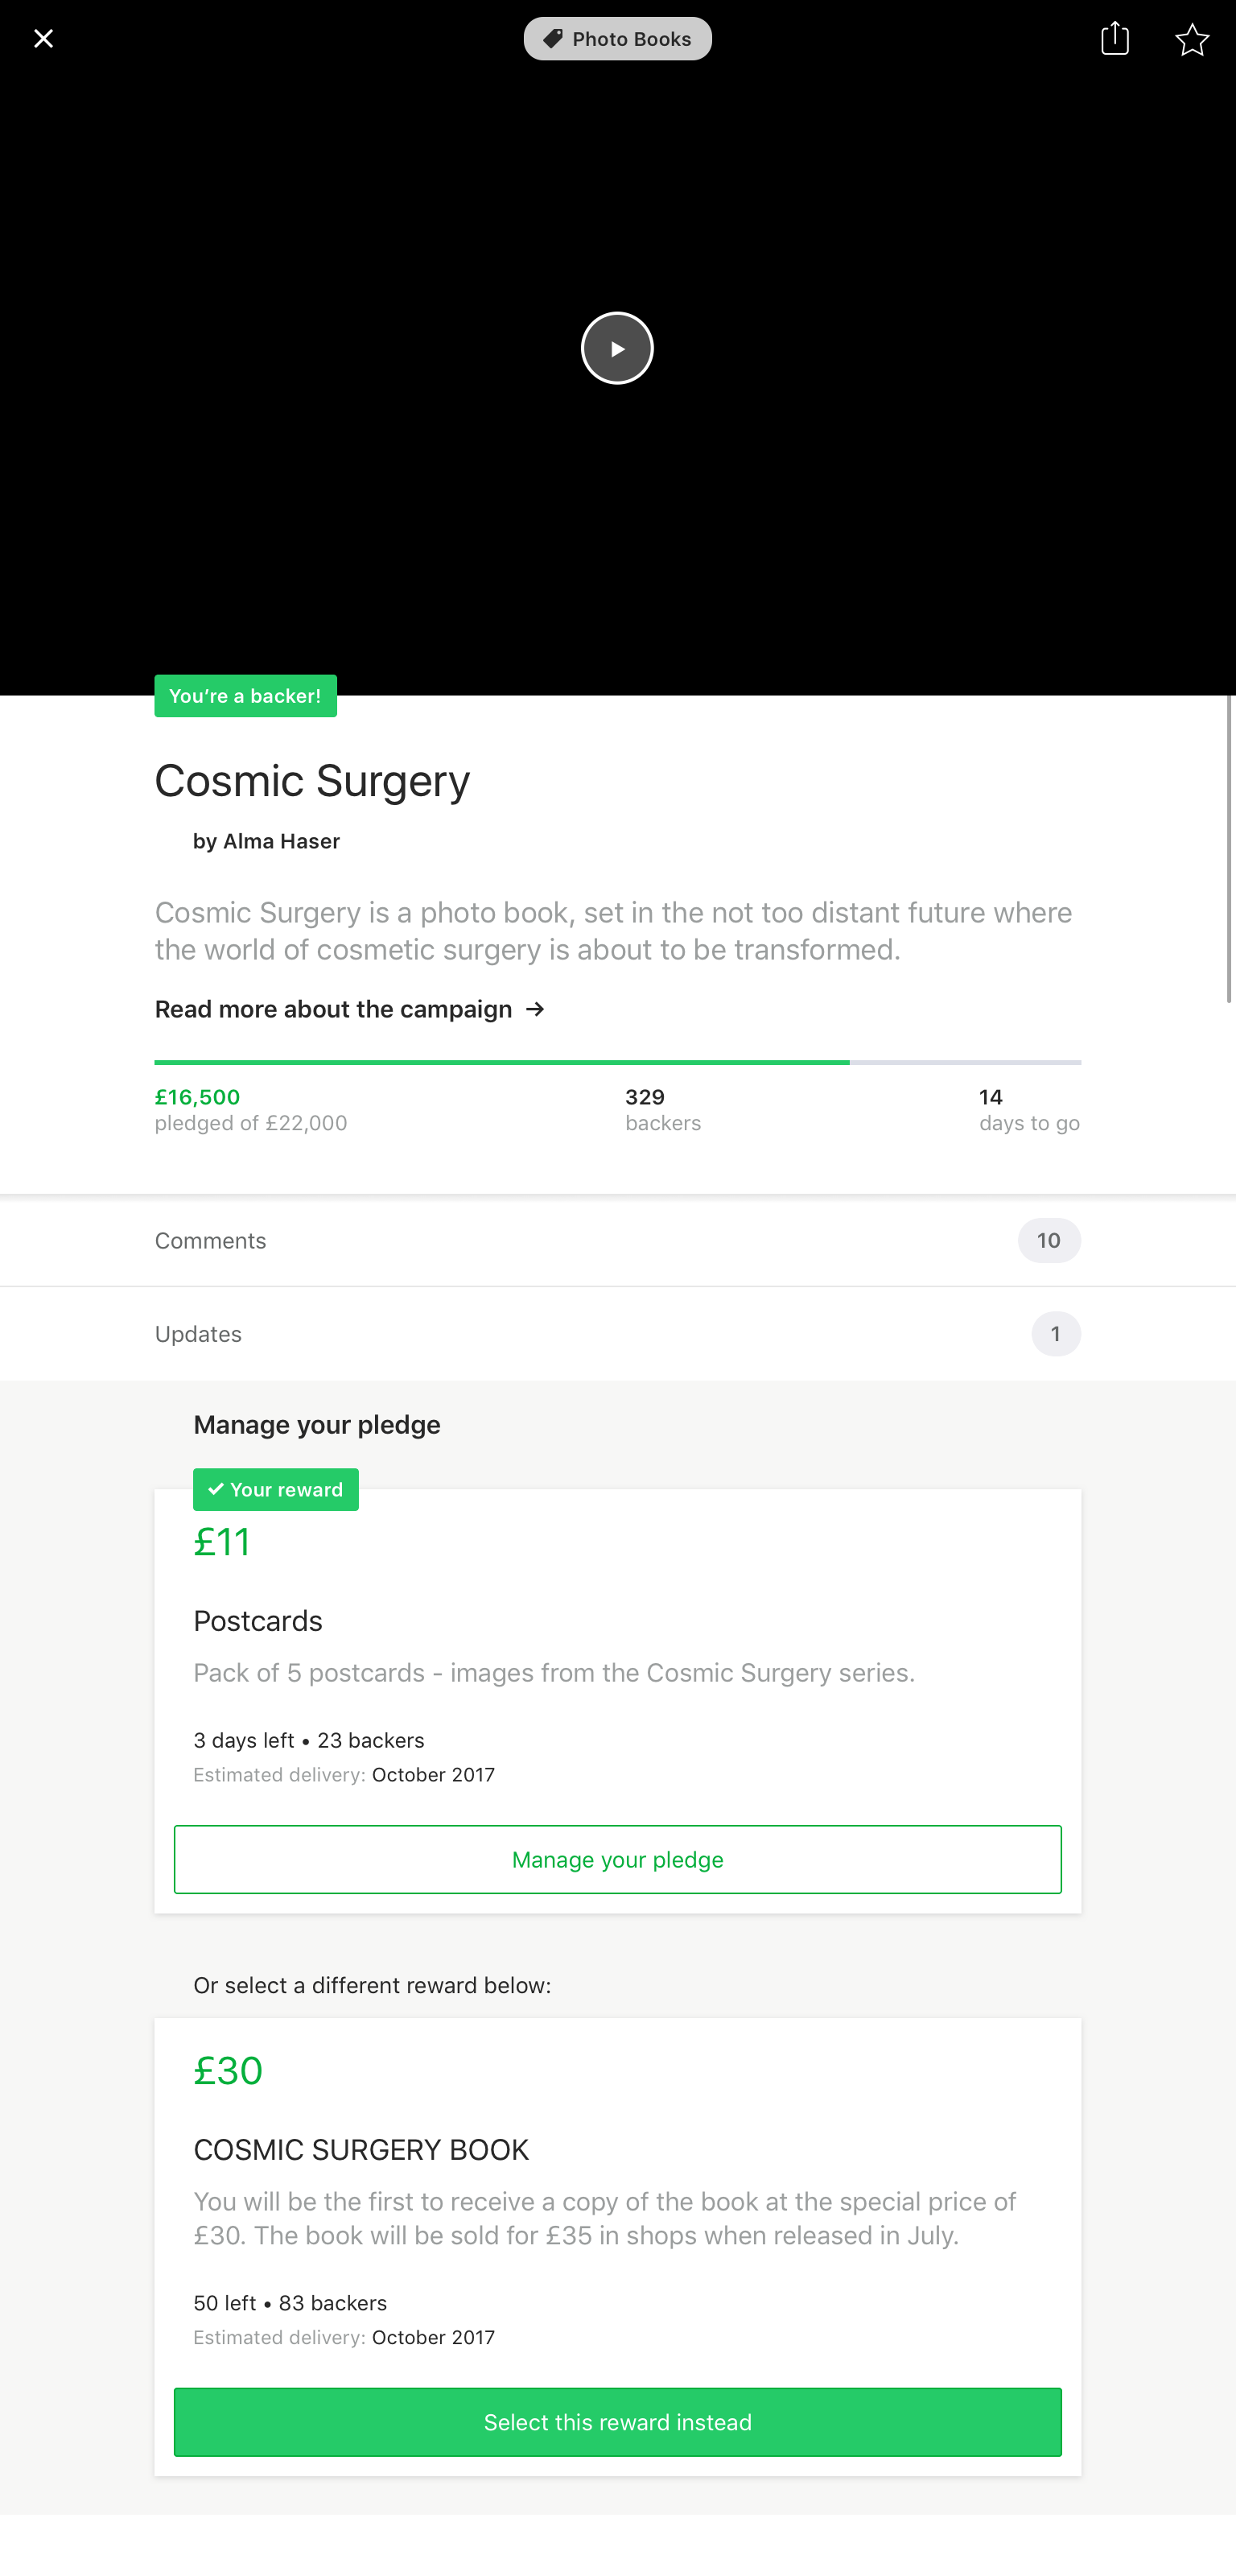 Photo Books
You’re a backer!
Cosmic Surgery
by Alma Haser
Cosmic Surgery is a photo book, set in the not too distant future where
the world of cosmetic surgery is about to be transformed.
Read more about the campaign →
£16,500
pledged of £22,000
329
backers
14
days to go
Comments
10
Updates
1
Manage your pledge
✓ Your reward
£11
Postcards
Pack of 5 postcards - images from the Cosmic Surgery series.
3 days left • 23 backers
Estimated delivery: October 2017
Manage your pledge
Or select a different reward below:
£30
COSMIC SURGERY BOOK
You will be the first to receive a copy of the book at the special price of
£30. The book will be sold for £35 in shops when released in July.
50 left • 83 backers
Estimated delivery: October 2017
Select this reward instead